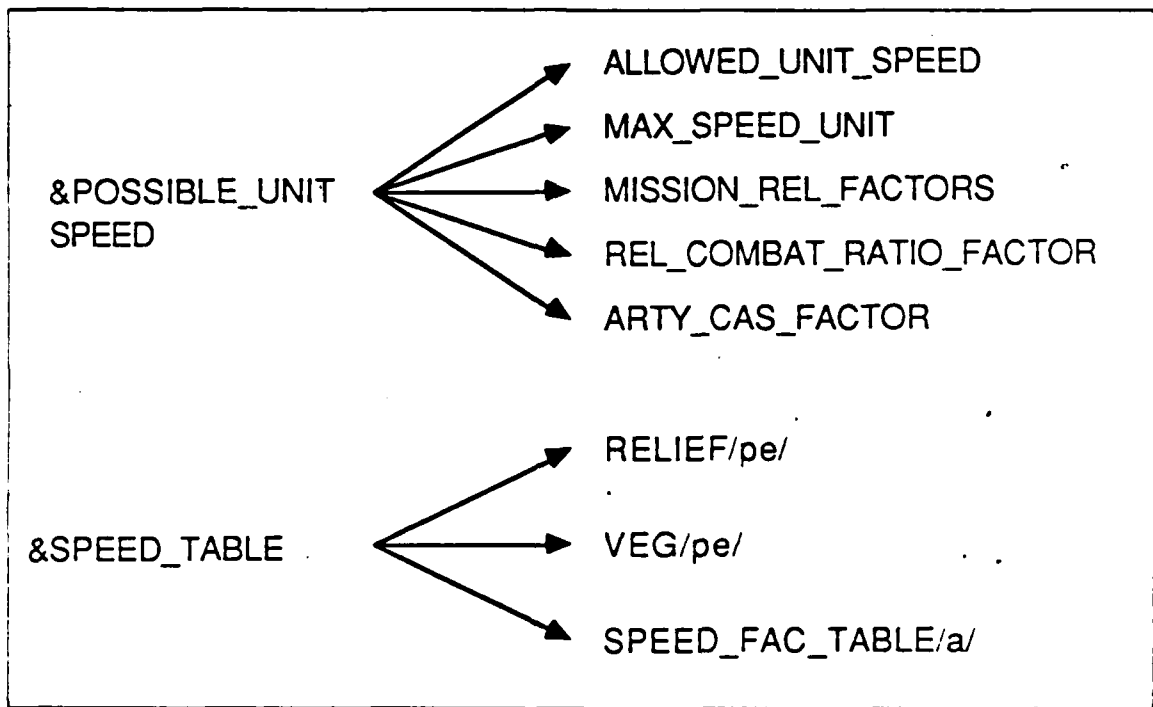 ALLOWED_UNIT_SPEED
MAX_SPEED_UNIT
&POSSIBLE_UNIT
SPEED
MISSION_REL_FACTORS
REL_COMBAT_RATIO_FACTOR
ARTY_CAS_FACTOR
RELIEF/pe/
&SPEED_TABLE
VEG/pe/
SPEED_FAC_TABLE/a/